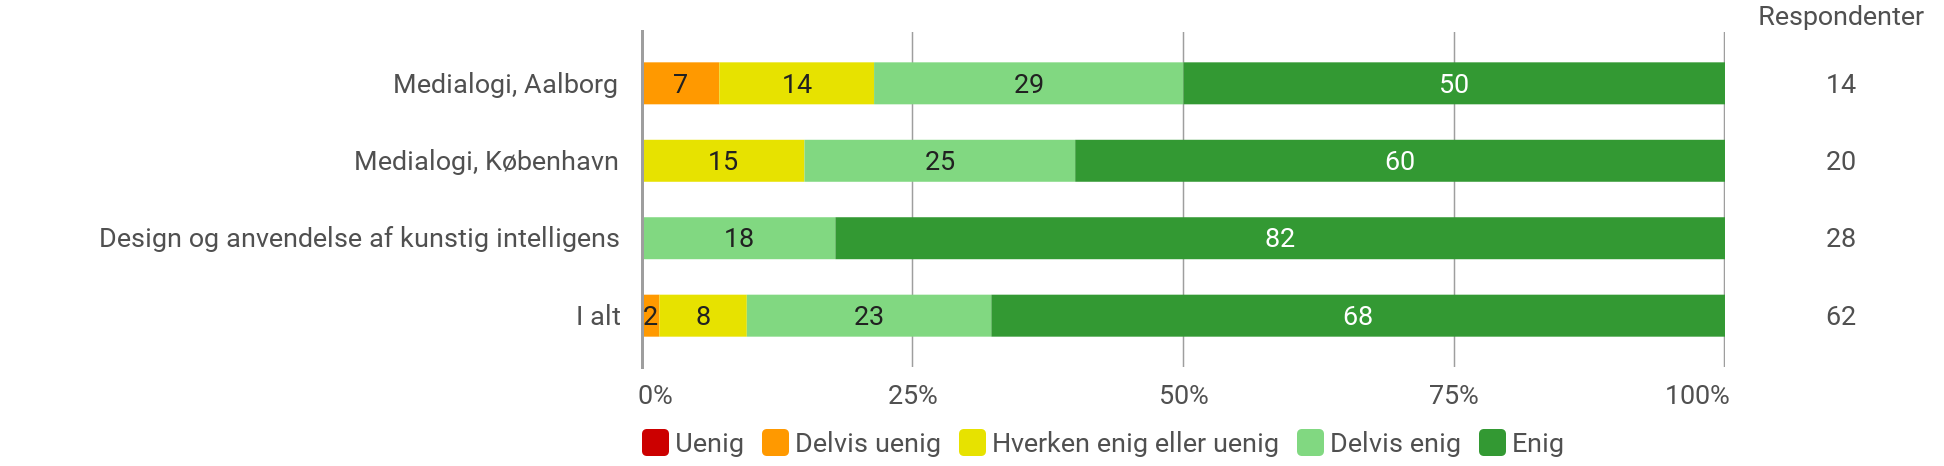 Respondenter
Medialogi, Aalborg 7 14 29 50 14
Medialogi, København 15 25 60 20
Design og anvendelse af kunstig intelligens 18 82 28
I alt 2 8 23 68 62
0% 25% 50% 75% 100%
Uenig Delvis uenig Hverken enig eller uenig Delvis enig Enig